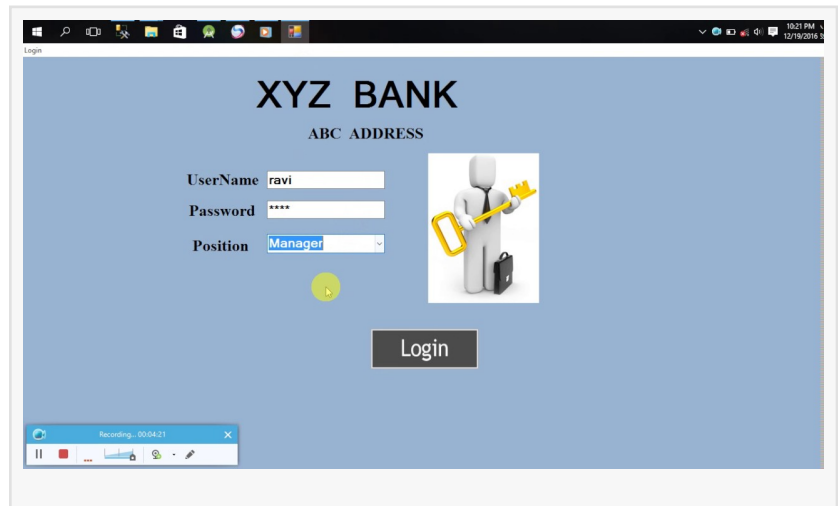 10:21 PM
12/19/2016
Login
XYZ BANK
ABC ADDRESS
UserName ravi
Password ****
Position Manager
Login
Recording... 00:04:21